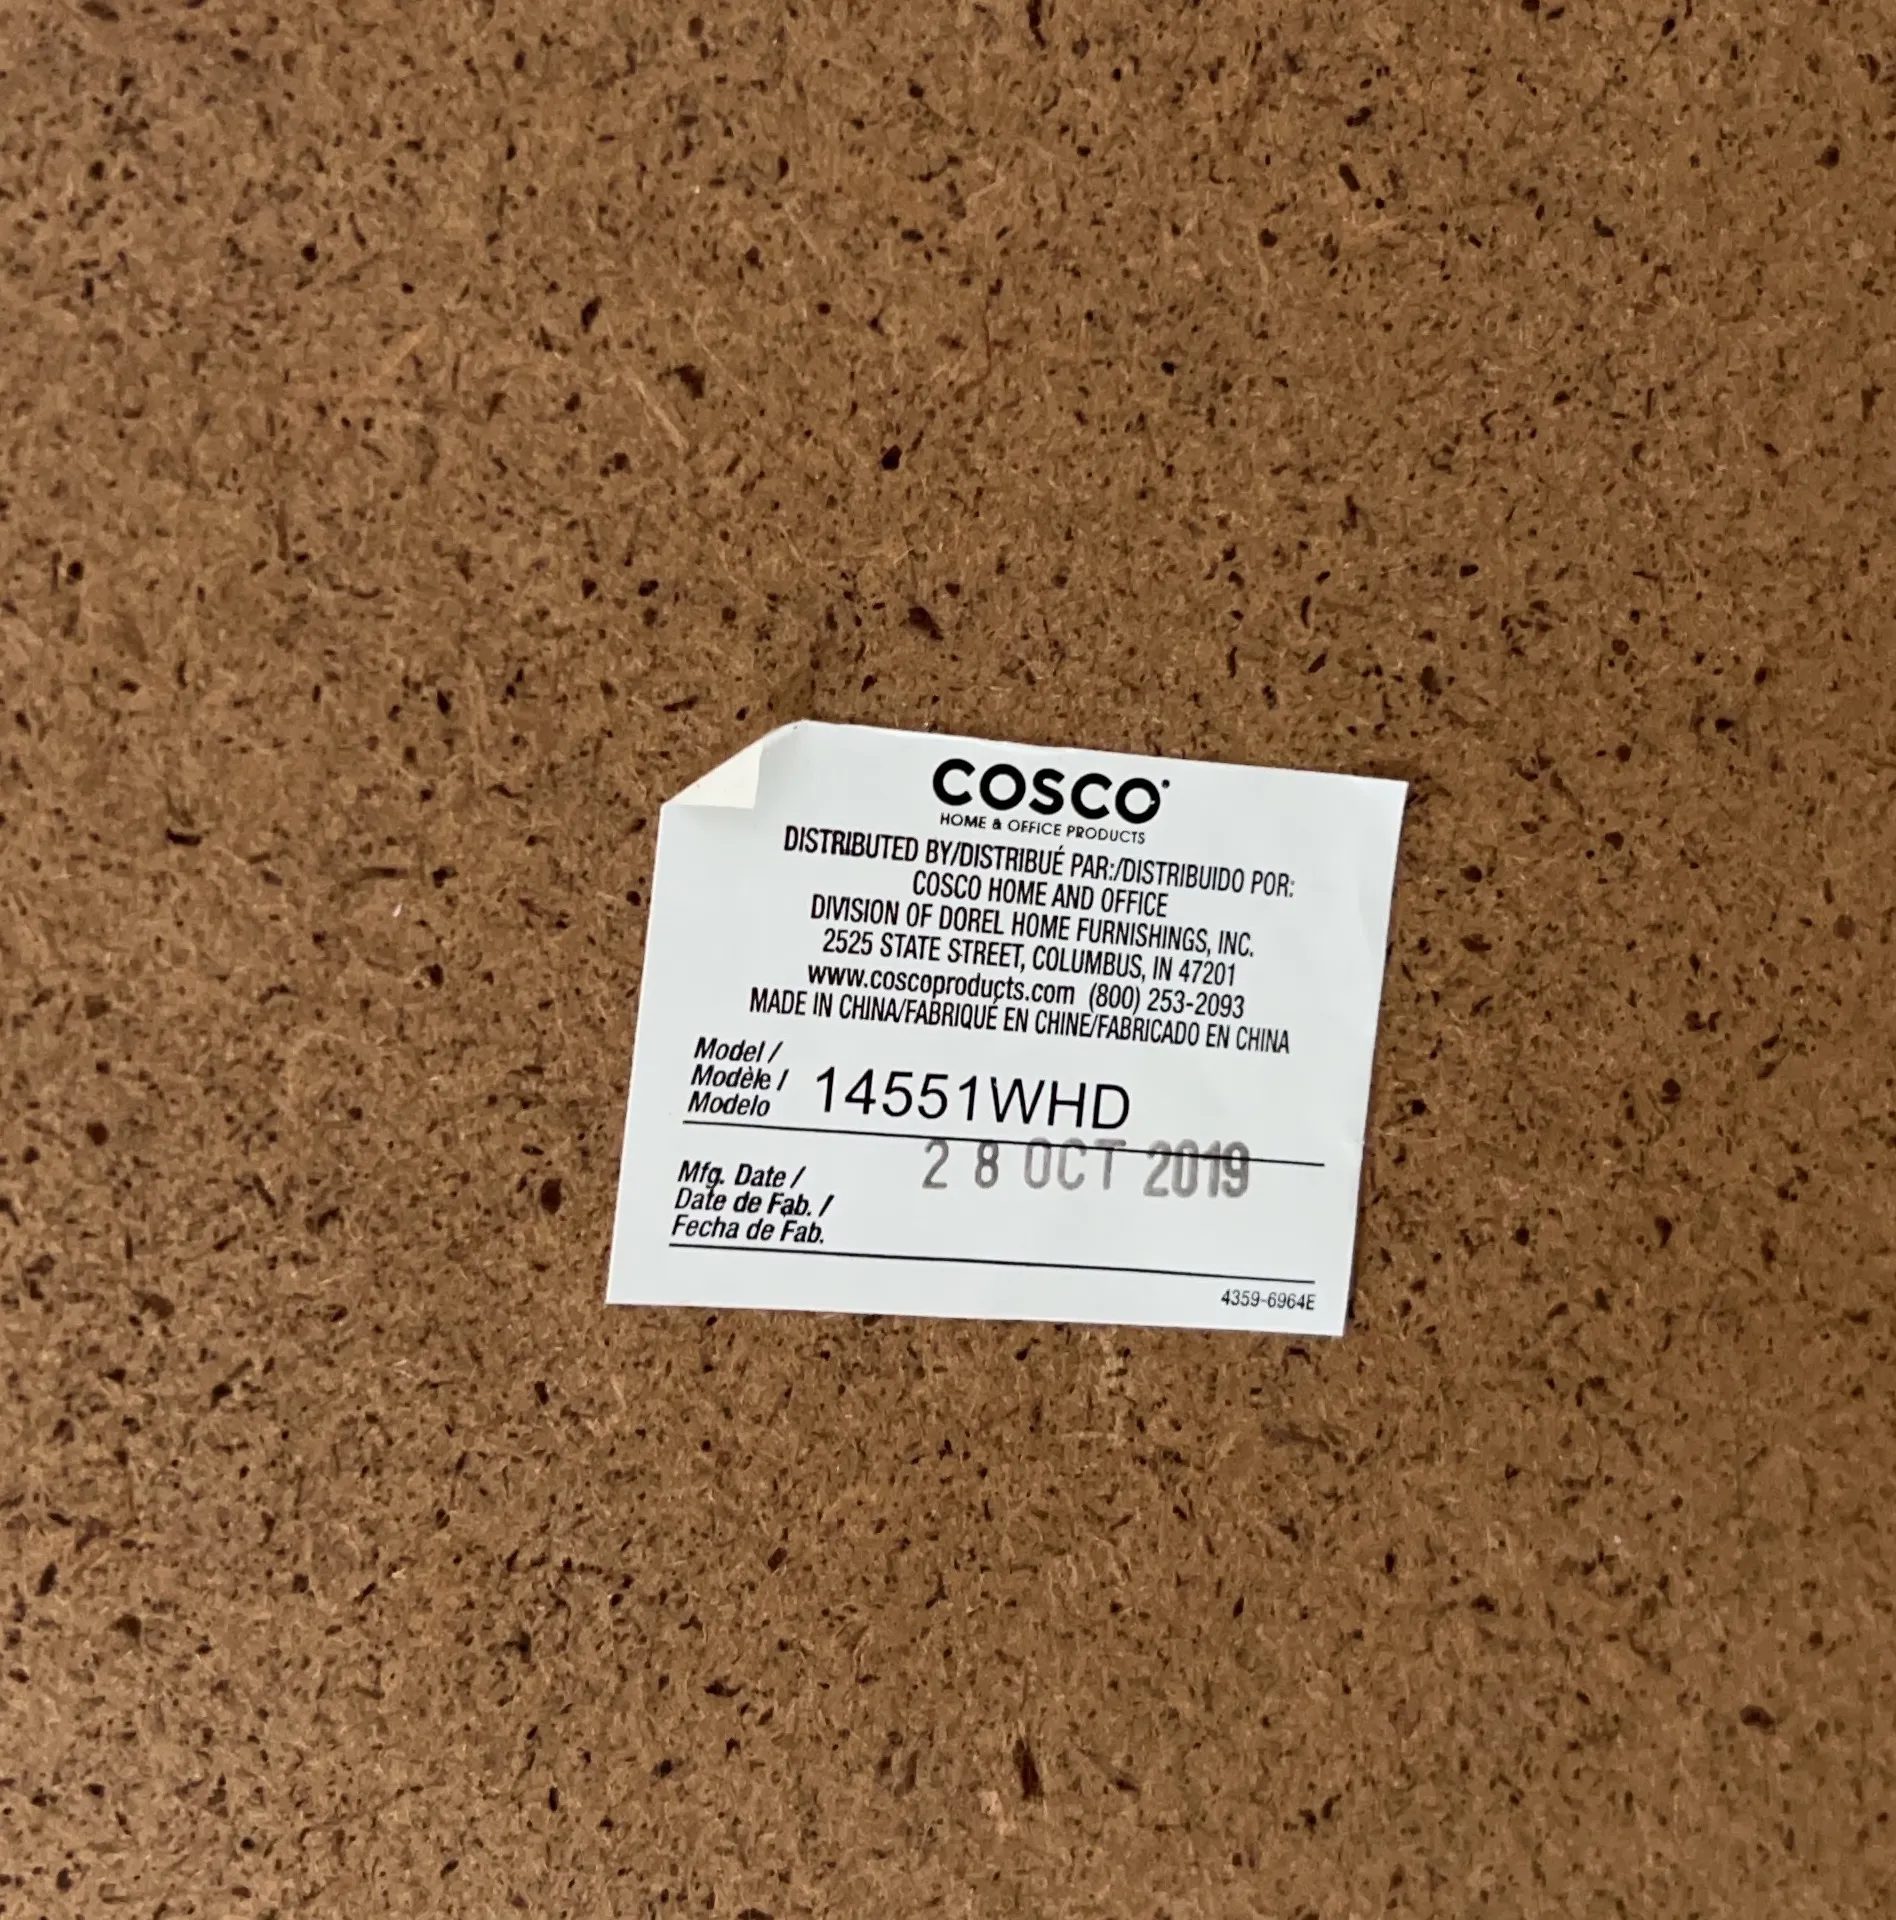 COSCO
HOME & OFFICE PRODUCTS
DISTRIBUTED BY/DISTRIBUÉ PAR:/DISTRIBUIDO POR:
COSCO HOME AND OFFICE
DIVISION OF DOREL HOME FURNISHINGS, INC.
2525 STATE STREET, COLUMBUS, IN 47201
www.coscoproducts.com (800) 253-2093
MADE IN CHINA/FABRIQUÉ EN CHINE/FABRICADO EN CHINA
Model /
Modèle /
Modelo 14551WHD
28 OCT 2019
Mfg. Date /
Date de Fab. /
Fecha de Fab.
4359-6964E